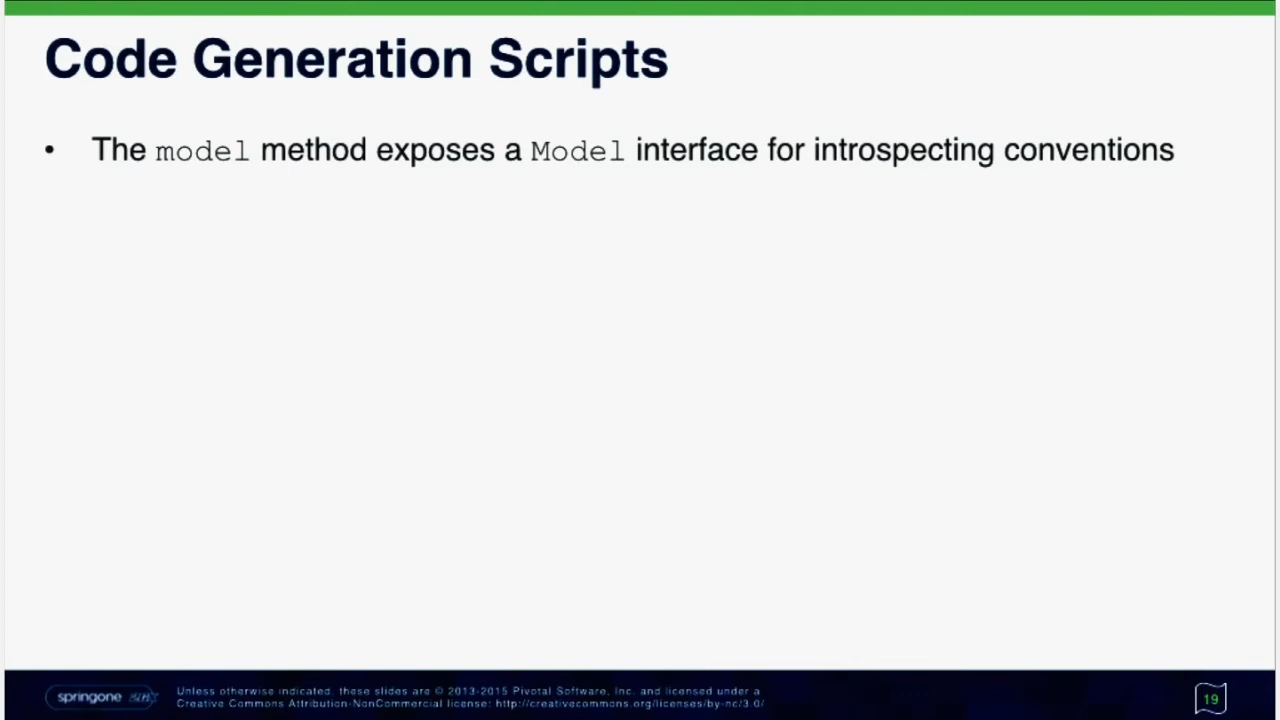 Code Generation Scripts
• The model method exposes a Model interface for introspecting conventions
springone 2GX
Unless otherwise indicated, these slides are © 2013-2015 Pivotal Software, Inc. and licensed under a
Creative Commons Attribution-NonCommercial license: http://creativecommons.org/licenses/by-nc/3.0/
19